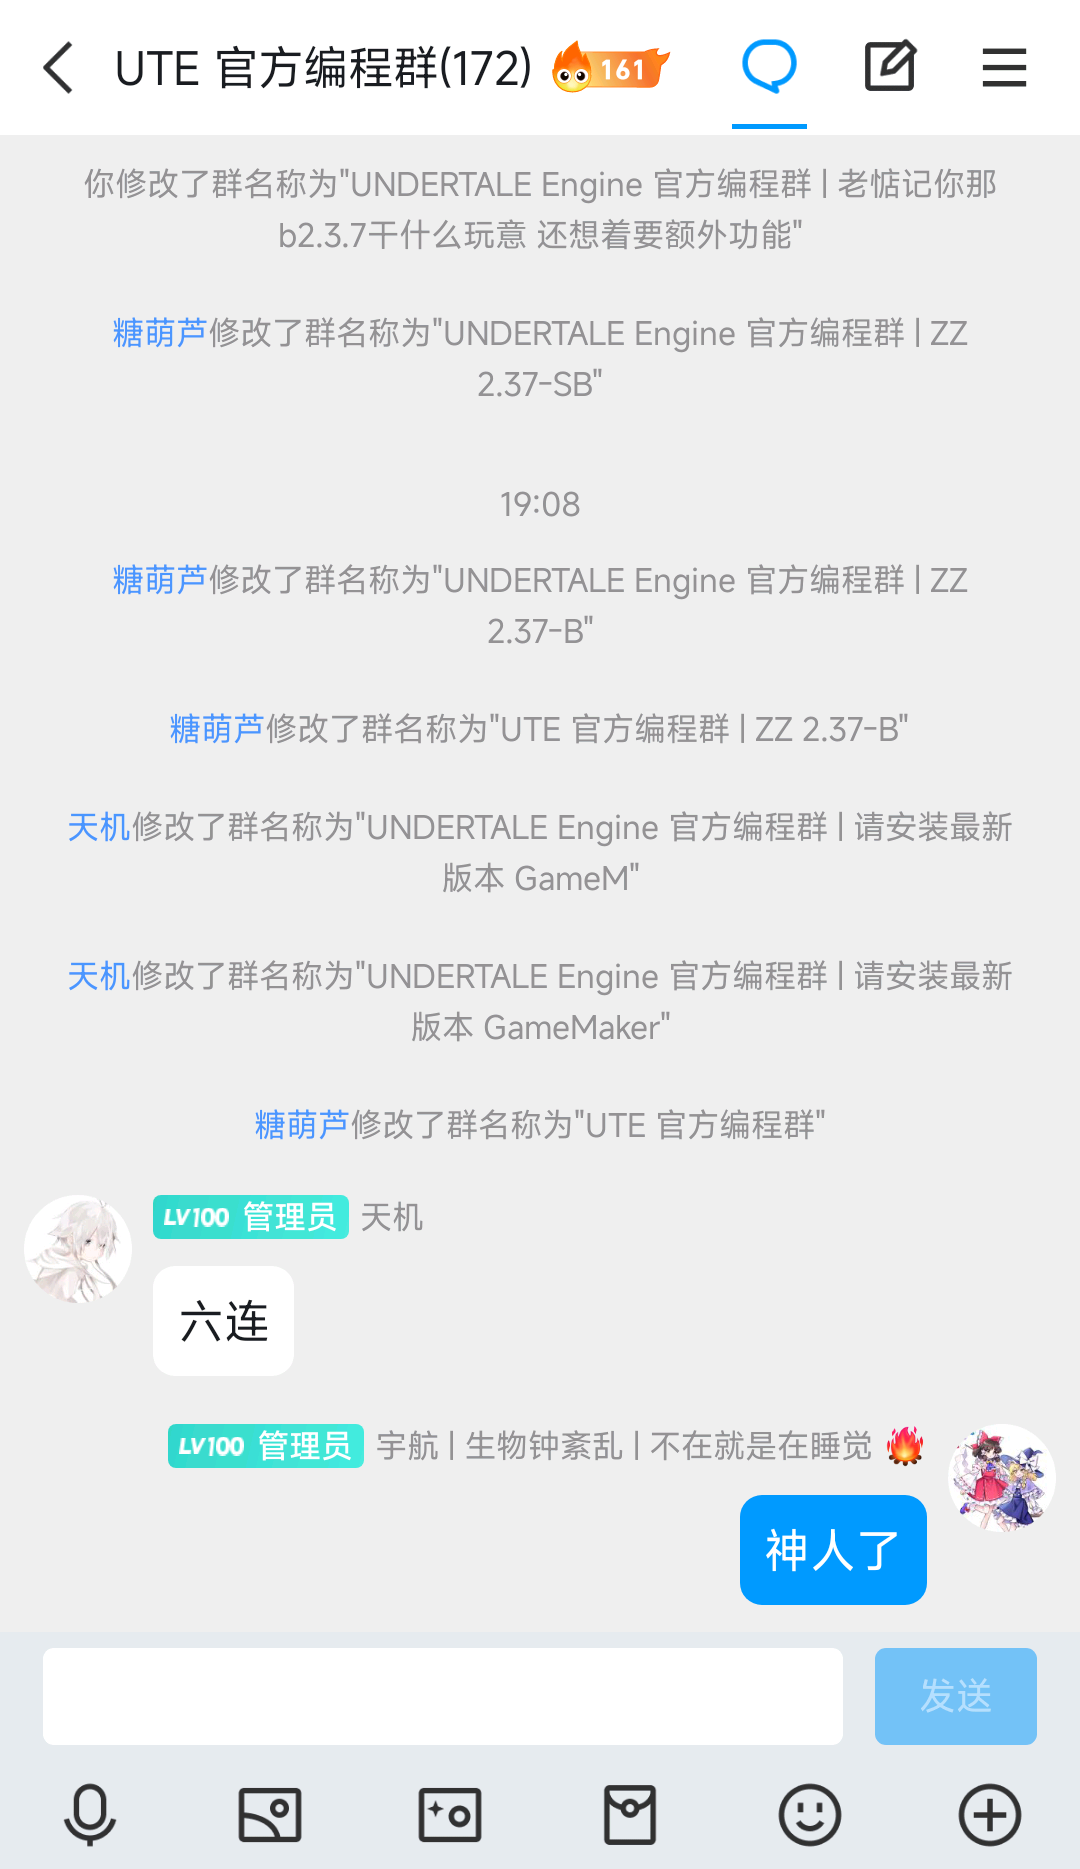 UTE 官方编程群(172) 161
你修改了群名称为"UNDERTALE Engine 官方编程群 | 老惦记你那
b2.3.7干什么玩意 还想着要额外功能"
糖萌芦修改了群名称为"UNDERTALE Engine 官方编程群 | ZZ
2.37-SB"
19:08
糖萌芦修改了群名称为"UNDERTALE Engine 官方编程群 | ZZ
2.37-B"
糖萌芦修改了群名称为"UTE 官方编程群 | ZZ 2.37-B"
天机修改了群名称为"UNDERTALE Engine 官方编程群 | 请安装最新
版本 GameM"
天机修改了群名称为"UNDERTALE Engine 官方编程群 | 请安装最新
版本 GameMaker"
糖萌芦修改了群名称为"UTE 官方编程群"
LV100 管理员 天机
六连
LV100 管理员 宇航 | 生物钟紊乱 | 不在就是在睡觉 🔥
神人了
发送